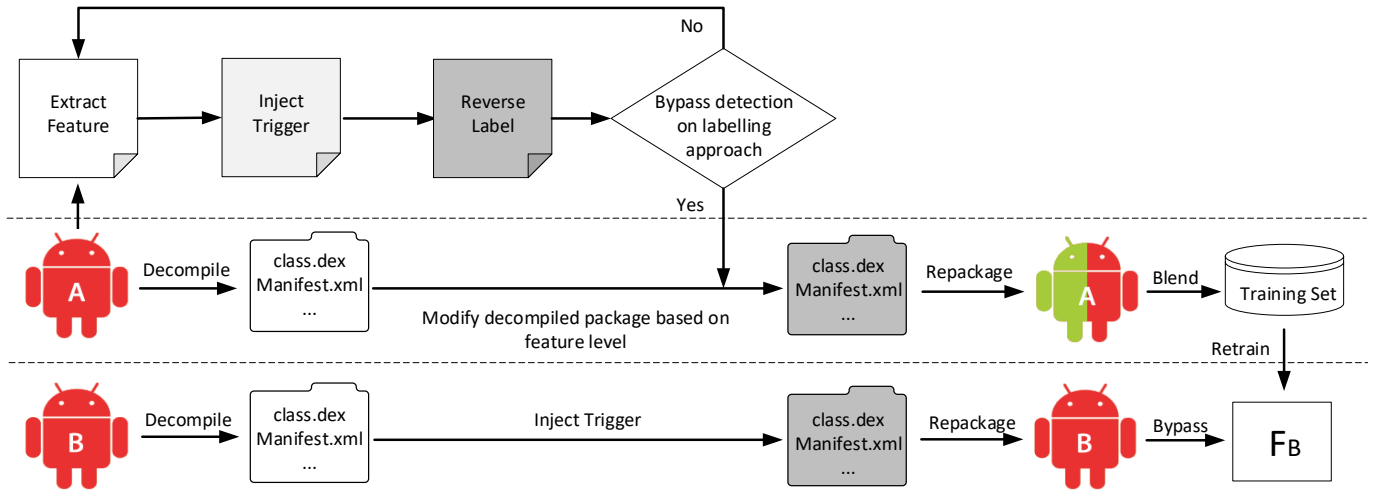 No
Extract
Feature
Inject
Trigger
Reverse
Label
Bypass detection
on labelling
approach
Yes
A
Decompile
class.dex
Manifest.xml
...
Modify decompiled package based on
feature level
class.dex
Manifest.xml
...
Repackage
A
Blend
Training Set
Retrain
B
Decompile
class.dex
Manifest.xml
...
Inject Trigger
class.dex
Manifest.xml
...
Repackage
B
Bypass
FB